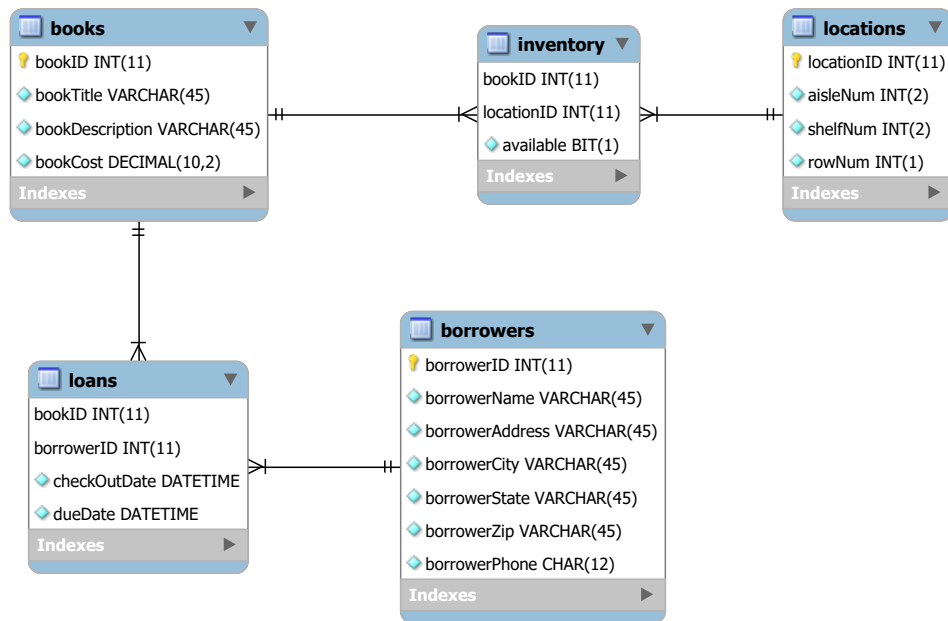 books
bookID INT(11)
bookTitle VARCHAR(45)
bookDescription VARCHAR(45)
bookCost DECIMAL(10,2)
Indexes
inventory
bookID INT(11)
locationID INT(11)
available BIT(1)
Indexes
locations
locationID INT(11)
aisleNum INT(2)
shelfNum INT(2)
rowNum INT(1)
Indexes
loans
bookID INT(11)
borrowerID INT(11)
checkOutDate DATETIME
dueDate DATETIME
Indexes
borrowers
borrowerID INT(11)
borrowerName VARCHAR(45)
borrowerAddress VARCHAR(45)
borrowerCity VARCHAR(45)
borrowerState VARCHAR(45)
borrowerZip VARCHAR(45)
borrowerPhone CHAR(12)
Indexes